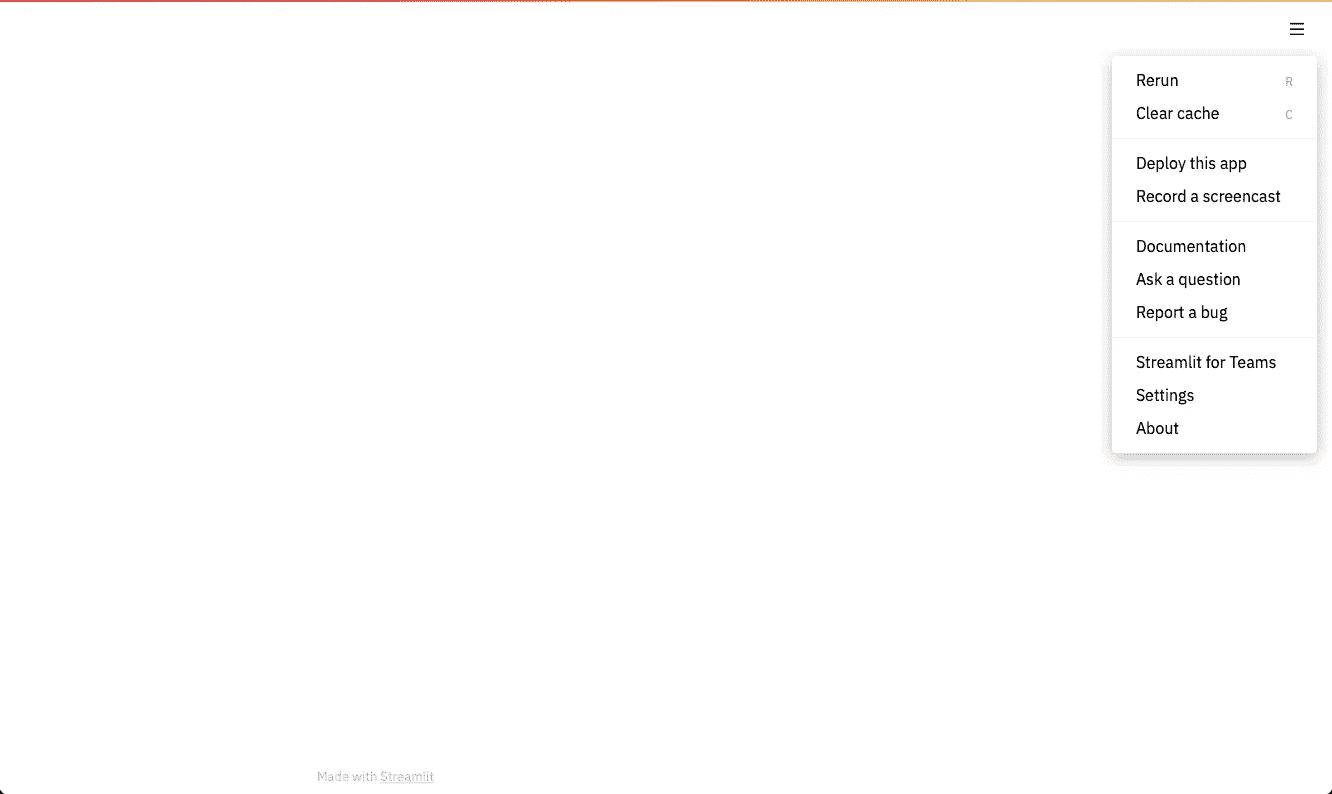 Rerun R
Clear cache C
Deploy this app
Record a screencast
Documentation
Ask a question
Report a bug
Streamlit for Teams
Settings
About
Made with Streamlit